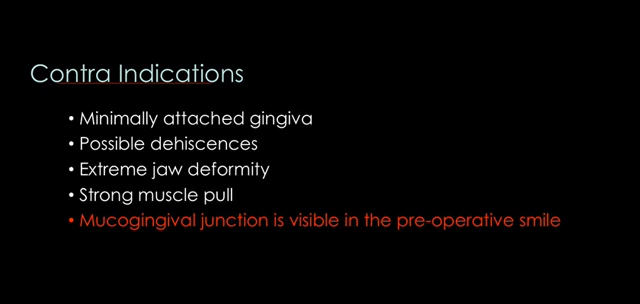 Contra Indications
• Minimally attached gingiva
• Possible dehiscences
• Extreme jaw deformity
• Strong muscle pull
• Mucogingival junction is visible in the pre-operative smile